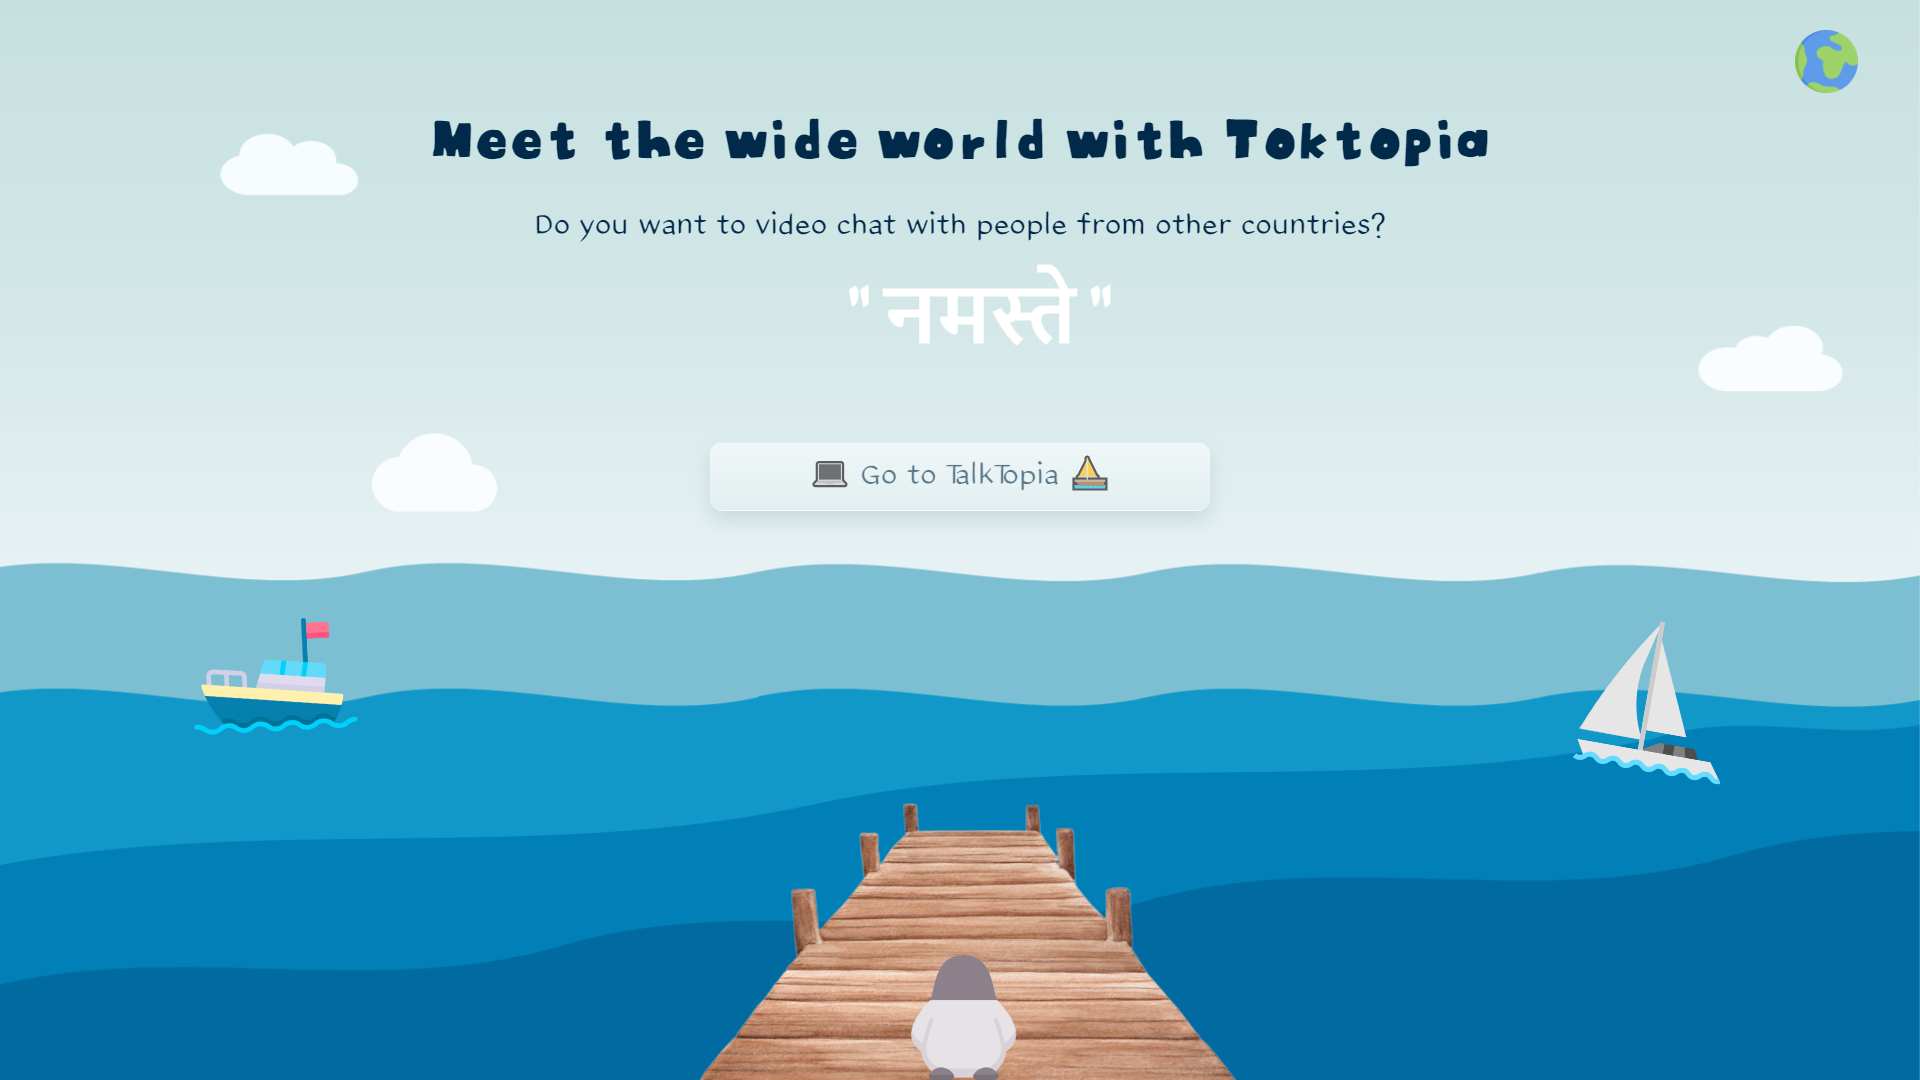 Meet the wide world with Toktopia
Do you want to video chat with people from other countries?
"नमस्ते"
Go to TalkTopia